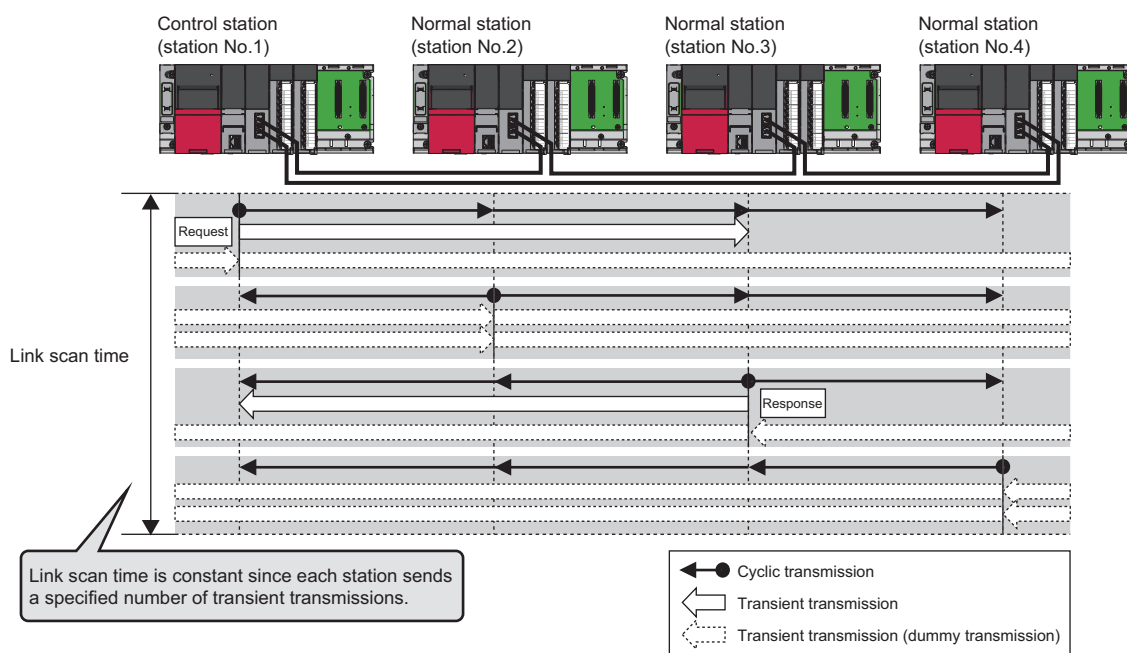 Control station
(station No.1)
Normal station
(station No.2)
Normal station
(station No.3)
Normal station
(station No.4)
Request
Link scan time
Response
Link scan time is constant since each station sends
a specified number of transient transmissions.
Cyclic transmission
Transient transmission
Transient transmission (dummy transmission)